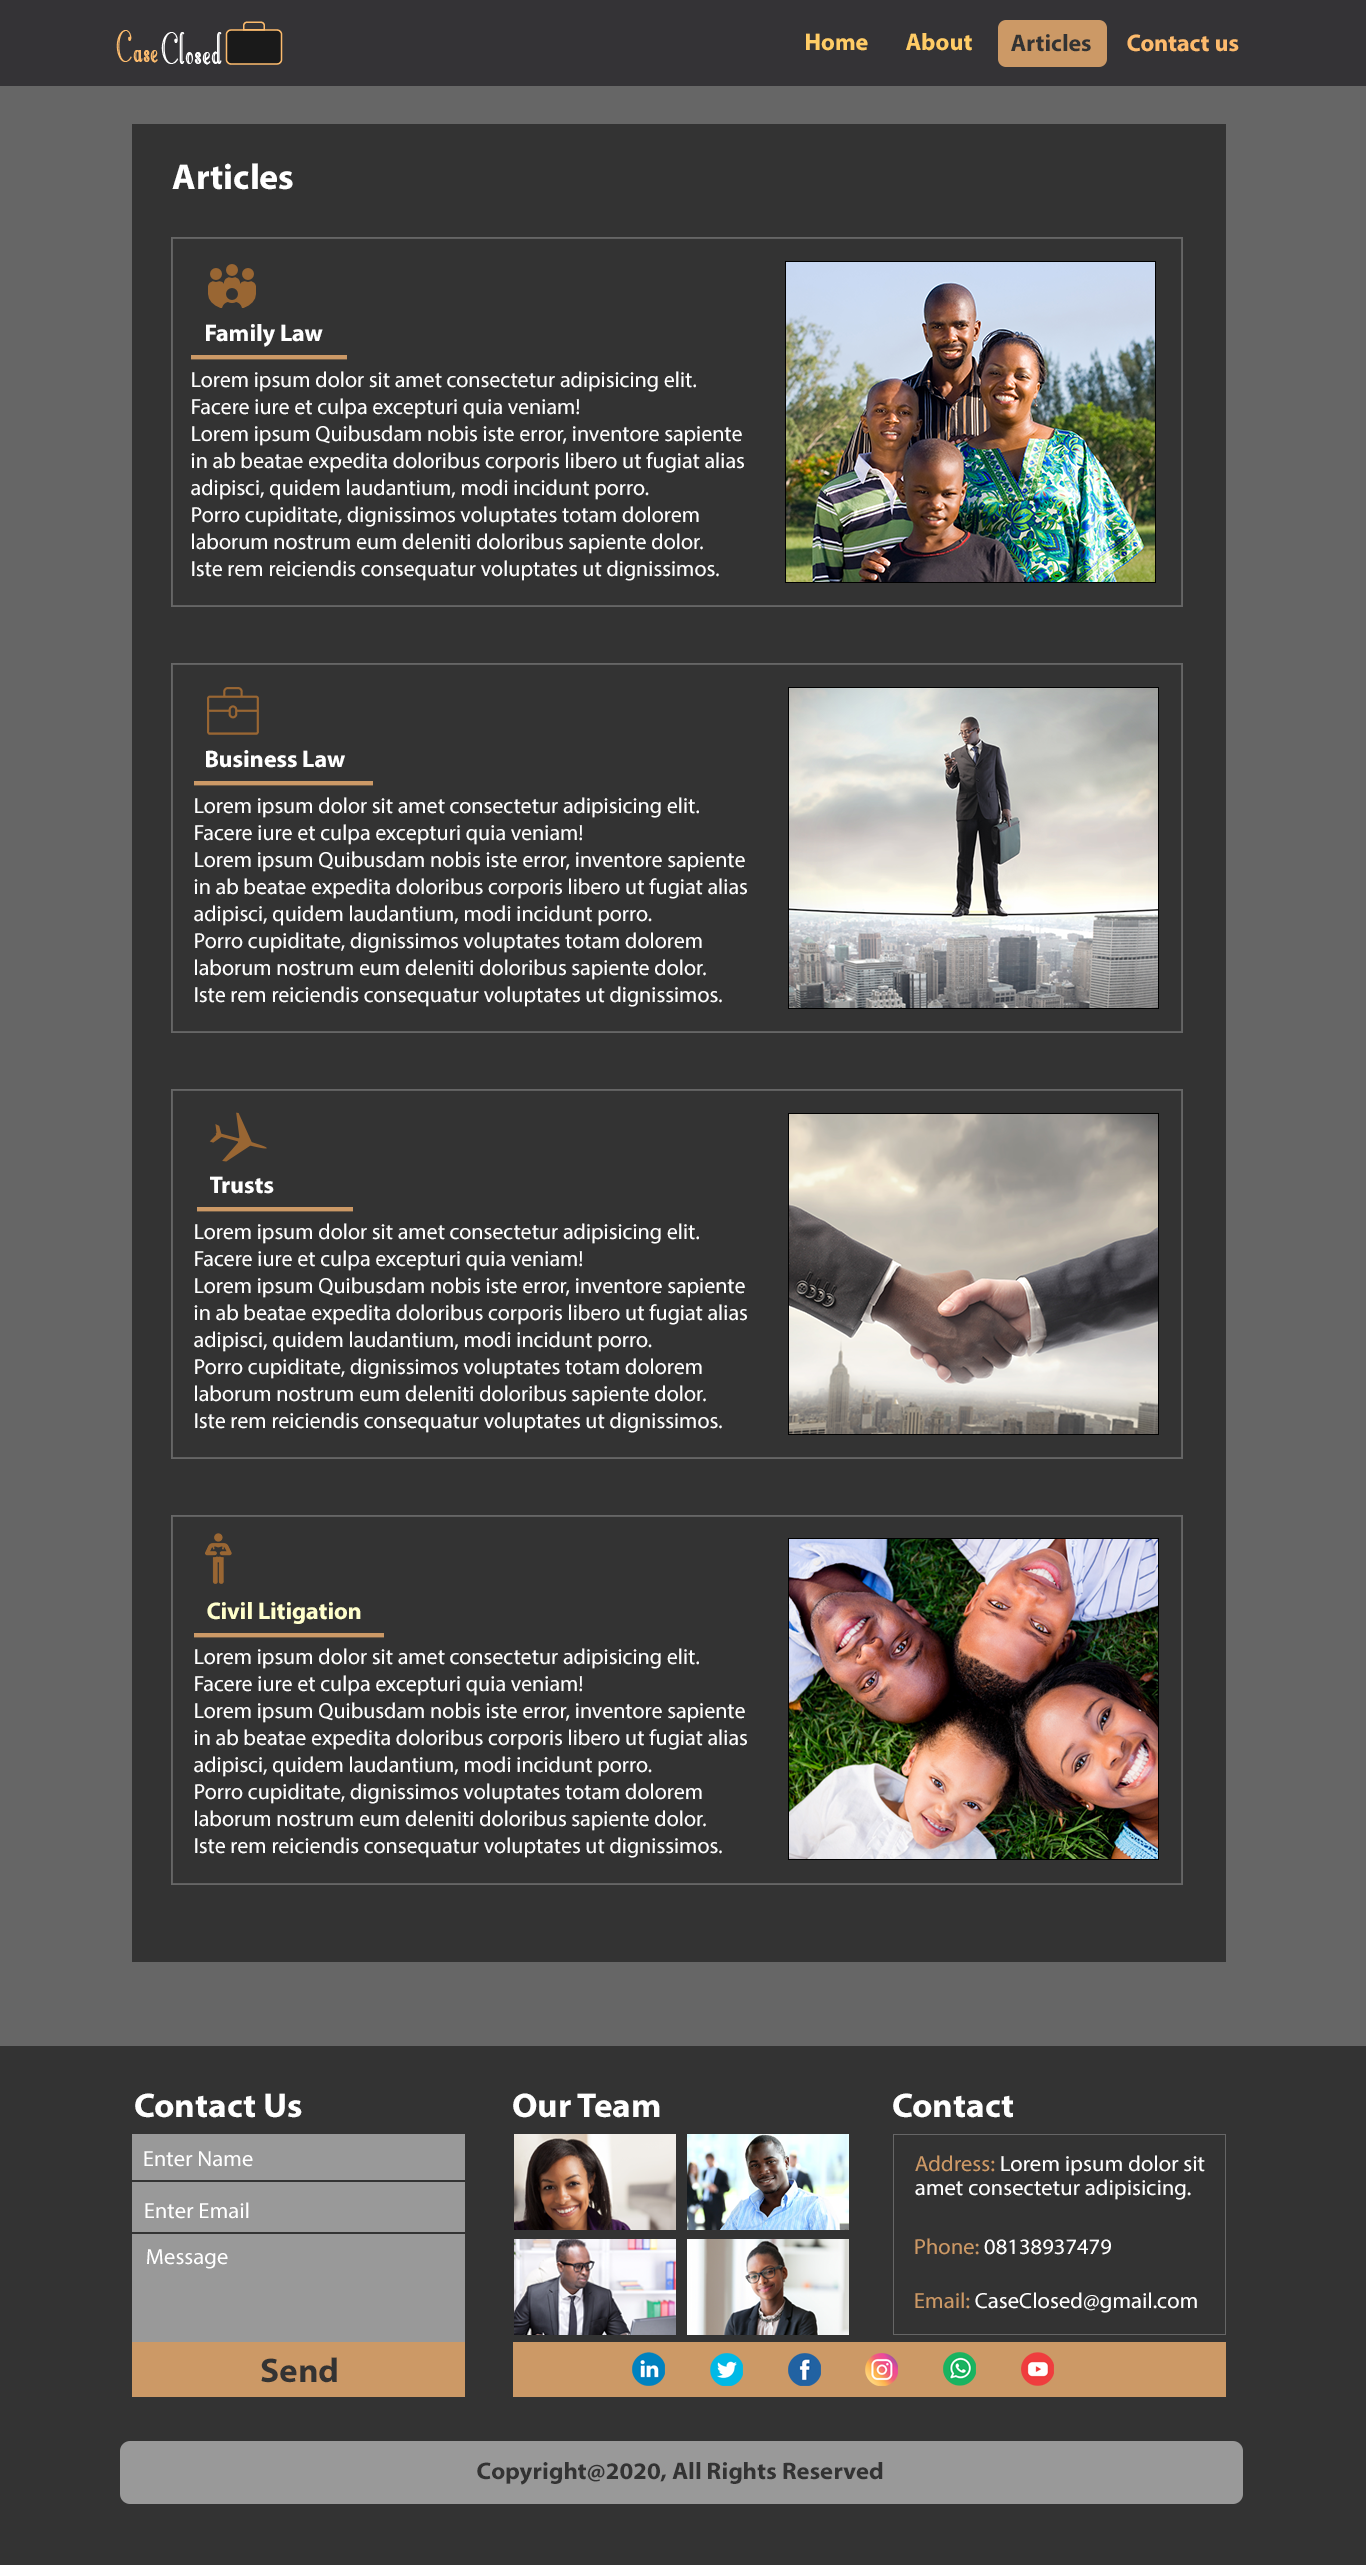 Case Closed
Home About Articles Contact us
Articles
Family Law
Lorem ipsum dolor sit amet consectetur adipisicing elit.
Facere iure et culpa excepturi quia veniam!
Lorem ipsum Quibusdam nobis iste error, inventore sapiente
in ab beatae expedita doloribus corporis libero ut fugiat alias
adipisci, quidem laudantium, modi incidunt porro.
Porro cupiditate, dignissimos voluptates totam dolorem
laborum nostrum eum deleniti doloribus sapiente dolor.
Iste rem reiciendis consequatur voluptates ut dignissimos.
Business Law
Lorem ipsum dolor sit amet consectetur adipisicing elit.
Facere iure et culpa excepturi quia veniam!
Lorem ipsum Quibusdam nobis iste error, inventore sapiente
in ab beatae expedita doloribus corporis libero ut fugiat alias
adipisci, quidem laudantium, modi incidunt porro.
Porro cupiditate, dignissimos voluptates totam dolorem
laborum nostrum eum deleniti doloribus sapiente dolor.
Iste rem reiciendis consequatur voluptates ut dignissimos.
Trusts
Lorem ipsum dolor sit amet consectetur adipisicing elit.
Facere iure et culpa excepturi quia veniam!
Lorem ipsum Quibusdam nobis iste error, inventore sapiente
in ab beatae expedita doloribus corporis libero ut fugiat alias
adipisci, quidem laudantium, modi incidunt porro.
Porro cupiditate, dignissimos voluptates totam dolorem
laborum nostrum eum deleniti doloribus sapiente dolor.
Iste rem reiciendis consequatur voluptates ut dignissimos.
Civil Litigation
Lorem ipsum dolor sit amet consectetur adipisicing elit.
Facere iure et culpa excepturi quia veniam!
Lorem ipsum Quibusdam nobis iste error, inventore sapiente
in ab beatae expedita doloribus corporis libero ut fugiat alias
adipisci, quidem laudantium, modi incidunt porro.
Porro cupiditate, dignissimos voluptates totam dolorem
laborum nostrum eum deleniti doloribus sapiente dolor.
Iste rem reiciendis consequatur voluptates ut dignissimos.
Contact Us
Enter Name
Enter Email
Message
Send
Our Team
Contact
Address: Lorem ipsum dolor sit
amet consectetur adipisicing.
Phone: 08138937479
Email: CaseClosed@gmail.com
in f
Copyright@2020, All Rights Reserved